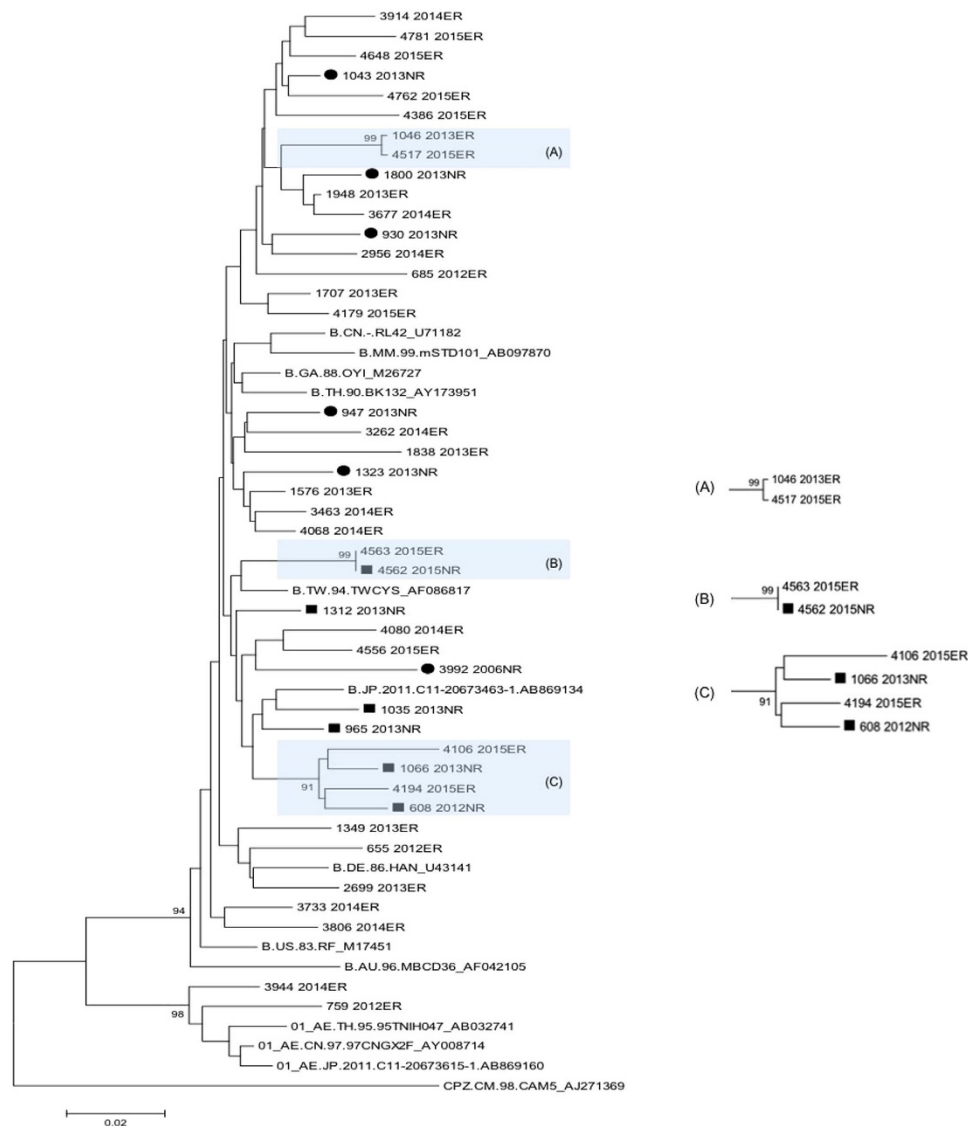 3914 2014ER
4781 2015ER
4648 2015ER
1043 2013NR
4762 2015ER
4386 2015ER
99
1046 2013ER
4517 2015ER
(A)
1800 2013NR
1948 2013ER
3677 2014ER
930 2013NR
2956 2014ER
685 2012ER
1707 2013ER
4179 2015ER
B.CN.-.RL42_U71182
B.MM.99.mSTD101_AB097870
B.GA.88.OYI_M26727
B.TH.90.BK132_AY173951
947 2013NR
3262 2014ER
1838 2013ER
1323 2013NR
1576 2013ER
3463 2014ER
4068 2014ER
99
4563 2015ER
4562 2015NR
(B)
B.TW.94.TWCYS_AF086817
1312 2013NR
4080 2014ER
4556 2015ER
3992 2006NR
B.JP.2011.C11-20673463-1.AB869134
1035 2013NR
965 2013NR
4106 2015ER
1066 2013NR
91
4194 2015ER
608 2012NR
(C)
1349 2013ER
655 2012ER
B.DE.86.HAN_U43141
2699 2013ER
3733 2014ER
94
3806 2014ER
B.US.83.RF_M17451
B.AU.96.MBCD36_AF042105
3944 2014ER
98
759 2012ER
01_AE.TH.95.95TNIH047_AB032741
01_AE.CN.97.97CNGX2F_AY008714
01_AE.JP.2011.C11-20673615-1.AB869160
CPZ.CM.98.CAM5_AJ271369
0.02
(A)
99
1046 2013ER
4517 2015ER
(B)
99
4563 2015ER
4562 2015NR
(C)
4106 2015ER
1066 2013NR
91
4194 2015ER
608 2012NR